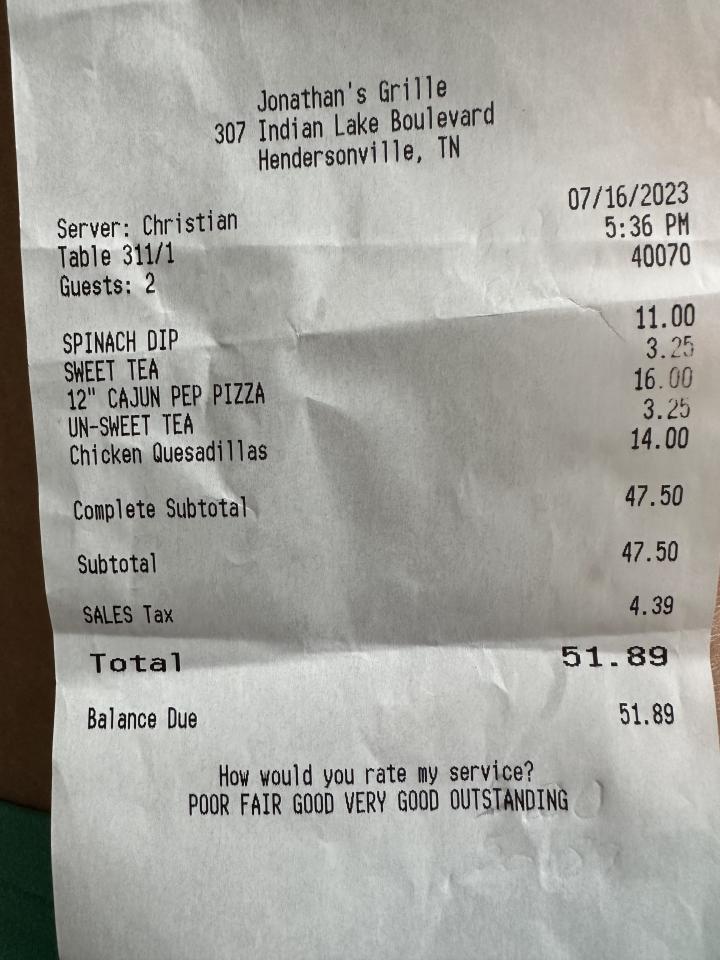 Jonathan's Grille
307 Indian Lake Boulevard
Hendersonville, TN
07/16/2023
Server: Christian 5:36 PM
Table 311/1 40070
Guests: 2
SPINACH DIP 11.00
SWEET TEA 3.25
12" CAJUN PEP PIZZA 16.00
UN-SWEET TEA 3.25
Chicken Quesadillas 14.00
Complete Subtotal 47.50
Subtotal 47.50
SALES Tax 4.39
Total 51.89
Balance Due 51.89
How would you rate my service?
POOR FAIR GOOD VERY GOOD OUTSTANDING